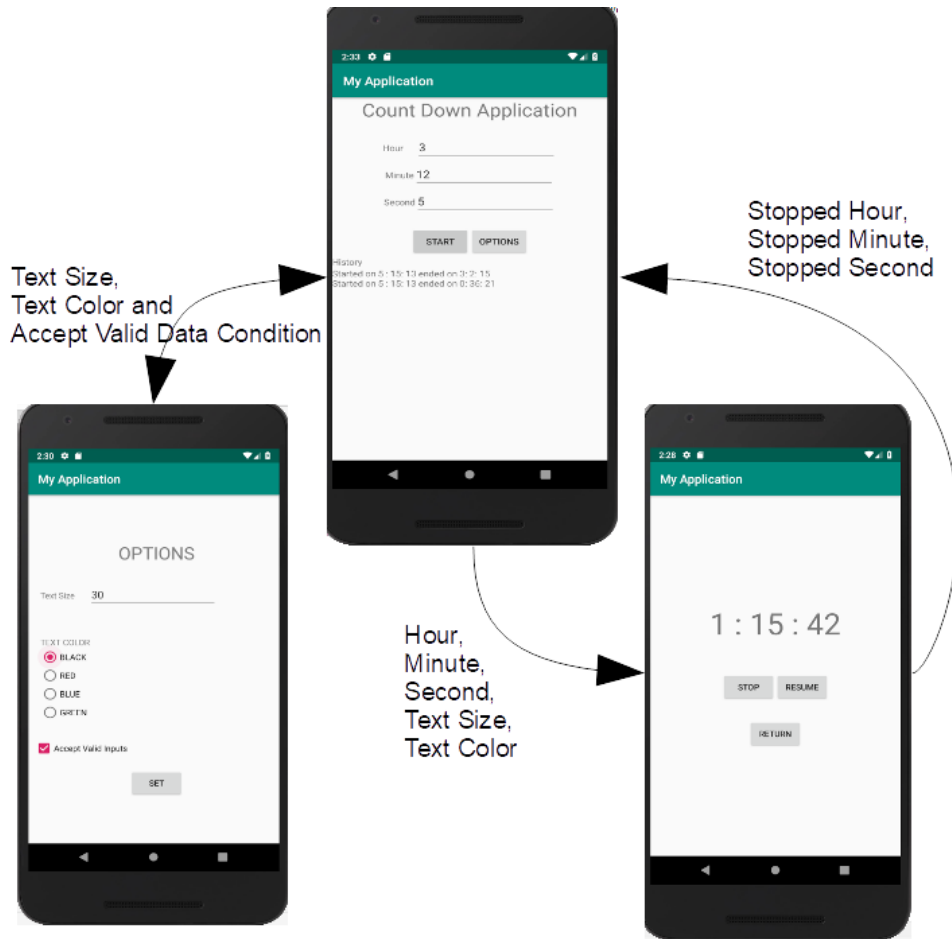 2:33
My Application
Count Down Application
Hour 3
Minute 12
Second 5
START OPTIONS
History
Started on 5 : 15: 13 ended on 3: 2: 15
Started on 5 : 15: 13 ended on 0: 36: 21
Text Size,
Text Color and
Accept Valid Data Condition
Stopped Hour,
Stopped Minute,
Stopped Second
2:30
My Application
OPTIONS
Text Size 30
TEXT COLOR
BLACK
RED
BLUE
GREEN
Accept Valid Inputs
SET
Hour,
Minute,
Second,
Text Size,
Text Color
2:28
My Application
1 : 15 : 42
STOP RESUME
RETURN